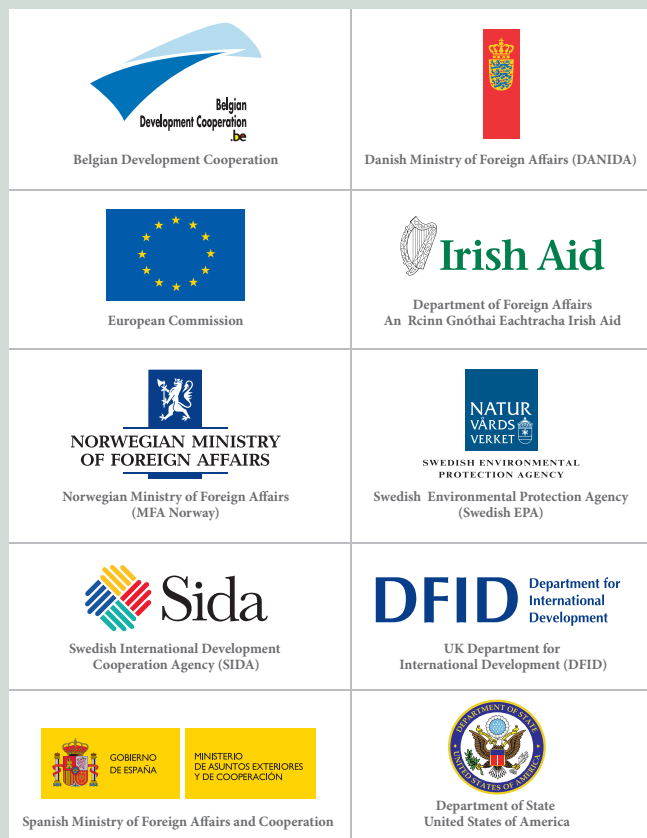 Belgian
Development Cooperation
.be
Belgian Development Cooperation
Danish Ministry of Foreign Affairs (DANIDA)
European Commission
Irish Aid
Department of Foreign Affairs
An Rcinn Gnóthai Eachtracha Irish Aid
NORWEGIAN MINISTRY
OF FOREIGN AFFAIRS
Norwegian Ministry of Foreign Affairs
(MFA Norway)
NATUR
VÅRDS
VERKET
SWEDISH ENVIRONMENTAL
PROTECTION AGENCY
Swedish Environmental Protection Agency
(Swedish EPA)
Sida
Swedish International Development
Cooperation Agency (SIDA)
DFID
Department for
International
Development
UK Department for
International Development (DFID)
GOBIERNO
DE ESPAÑA
MINISTERIO
DE ASUNTOS EXTERIORES
Y DE COOPERACIÓN
Spanish Ministry of Foreign Affairs and Cooperation
DEPARTMENT OF STATE
UNITED STATES OF AMERICA
Department of State
United States of America